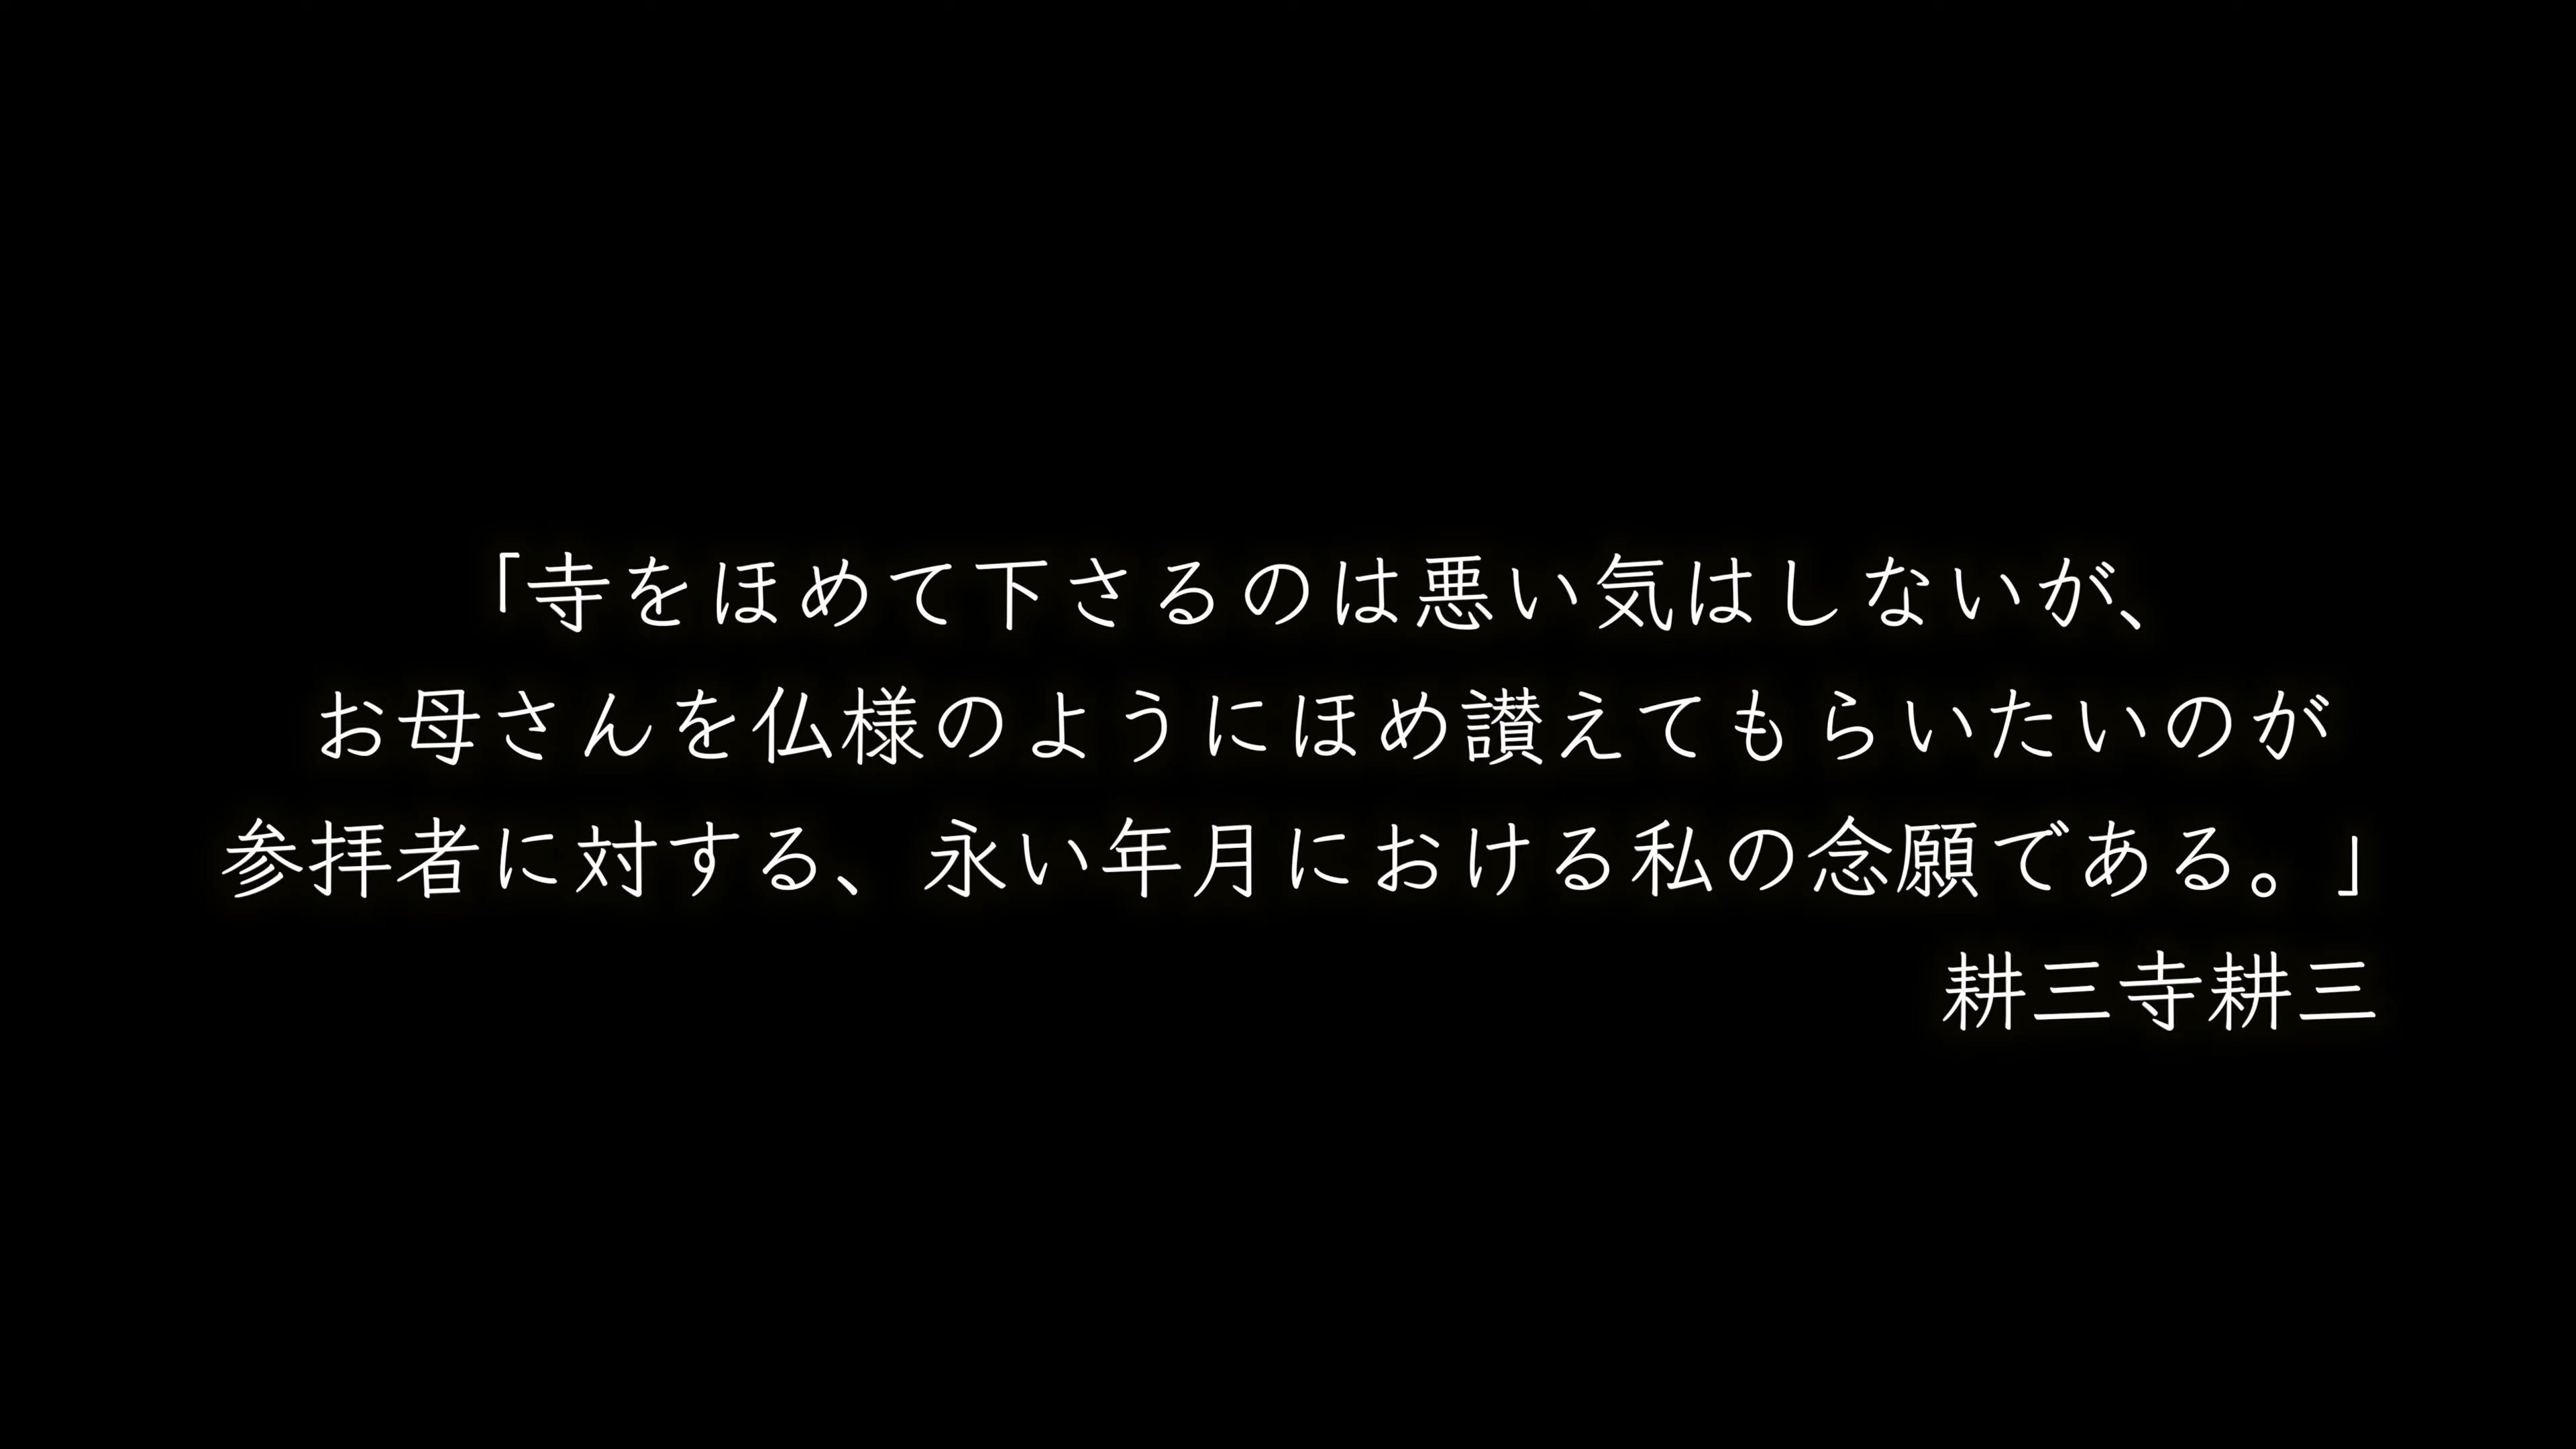 「寺をほめて下さるのは悪い気はしないが、
お母さんを仏様のようにほめ讃えてもらいたいのが
参拝者に対する、永い年月における私の念願である。」
耕三寺耕三